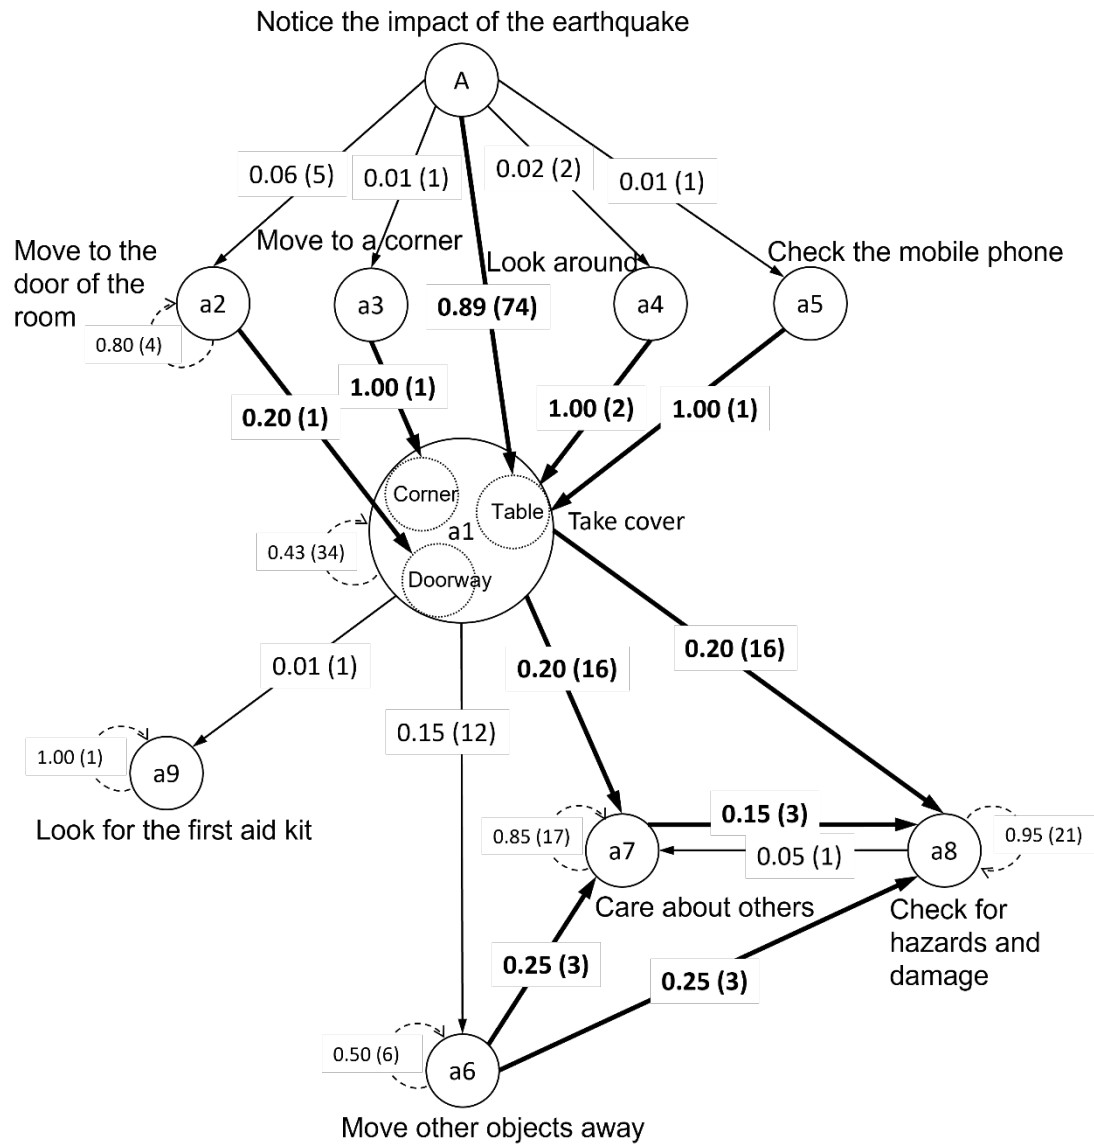 Notice the impact of the earthquake
A
0.06 (5)
0.01 (1)
0.02 (2)
0.01 (1)
Move to the
door of the
room
Move to a corner
Look around
Check the mobile phone
a2
a3
0.89 (74)
a4
a5
0.80 (4)
0.20 (1)
1.00 (1)
1.00 (2)
1.00 (1)
Corner
Table
a1
Take cover
Doorway
0.43 (34)
0.01 (1)
0.15 (12)
0.20 (16)
0.20 (16)
1.00 (1)
a9
Look for the first aid kit
0.85 (17)
a7
0.15 (3)
0.05 (1)
a8
0.95 (21)
Care about others
Check for
hazards and
damage
0.25 (3)
0.25 (3)
0.50 (6)
a6
Move other objects away